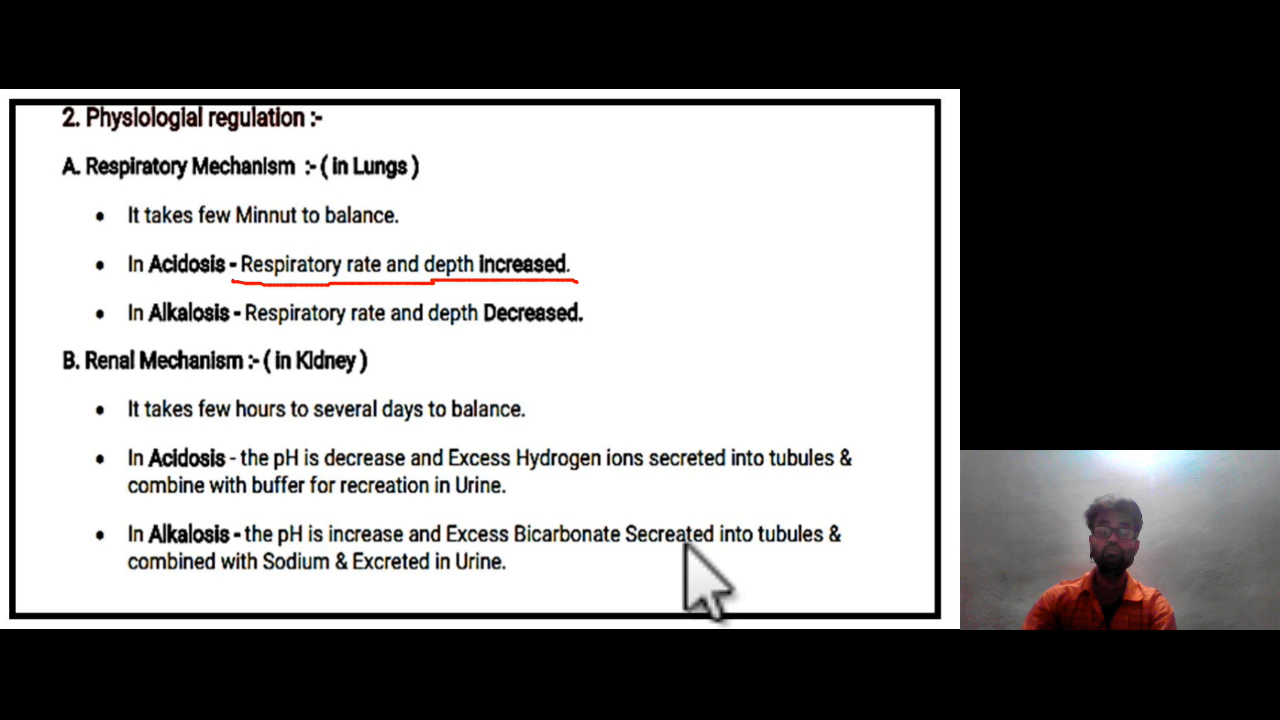 2. Physiologial regulation :-
A. Respiratory Mechanism :- ( in Lungs )
• It takes few Minnut to balance.
• In Acidosis - Respiratory rate and depth increased.
• In Alkalosis - Respiratory rate and depth Decreased.
B. Renal Mechanism :- ( in Kidney )
• It takes few hours to several days to balance.
• In Acidosis - the pH is decrease and Excess Hydrogen ions secreted into tubules &
combine with buffer for recreation in Urine.
• In Alkalosis - the pH is increase and Excess Bicarbonate Secreated into tubules &
combined with Sodium & Excreted in Urine.